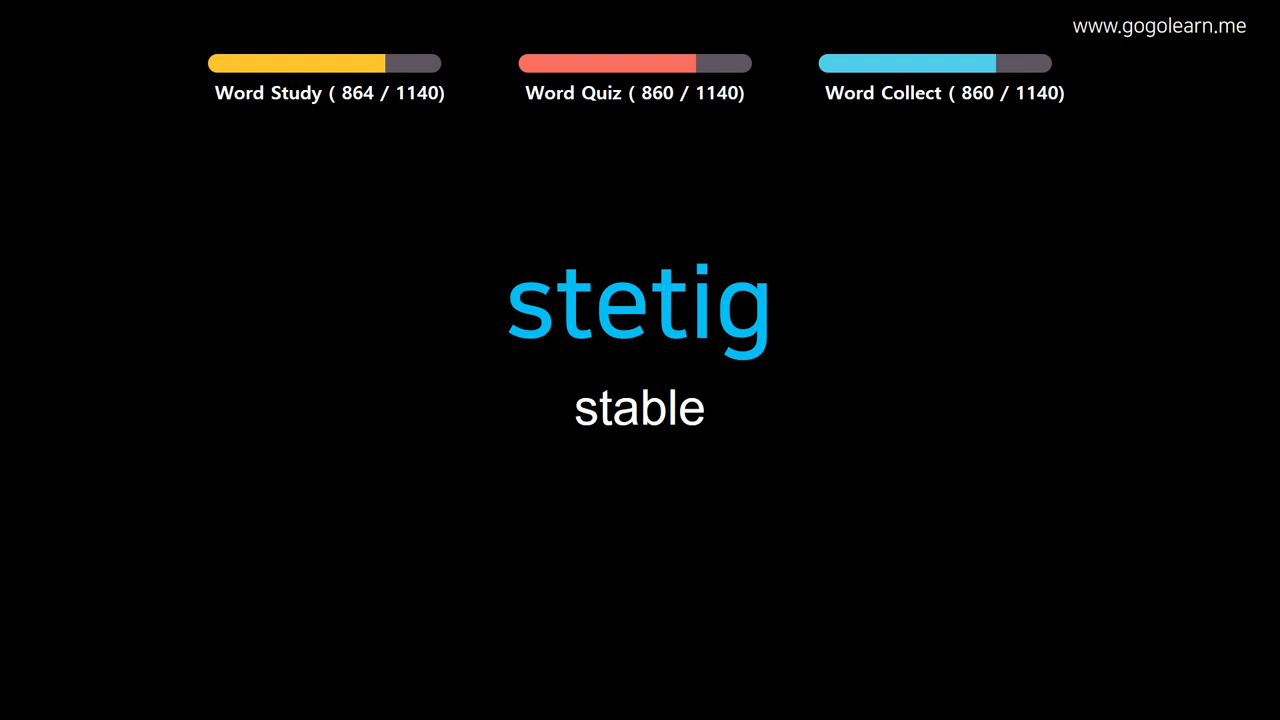 www.gogolearn.me
Word Study ( 864 / 1140)
Word Quiz ( 860 / 1140)
Word Collect ( 860 / 1140)
stetig
stable